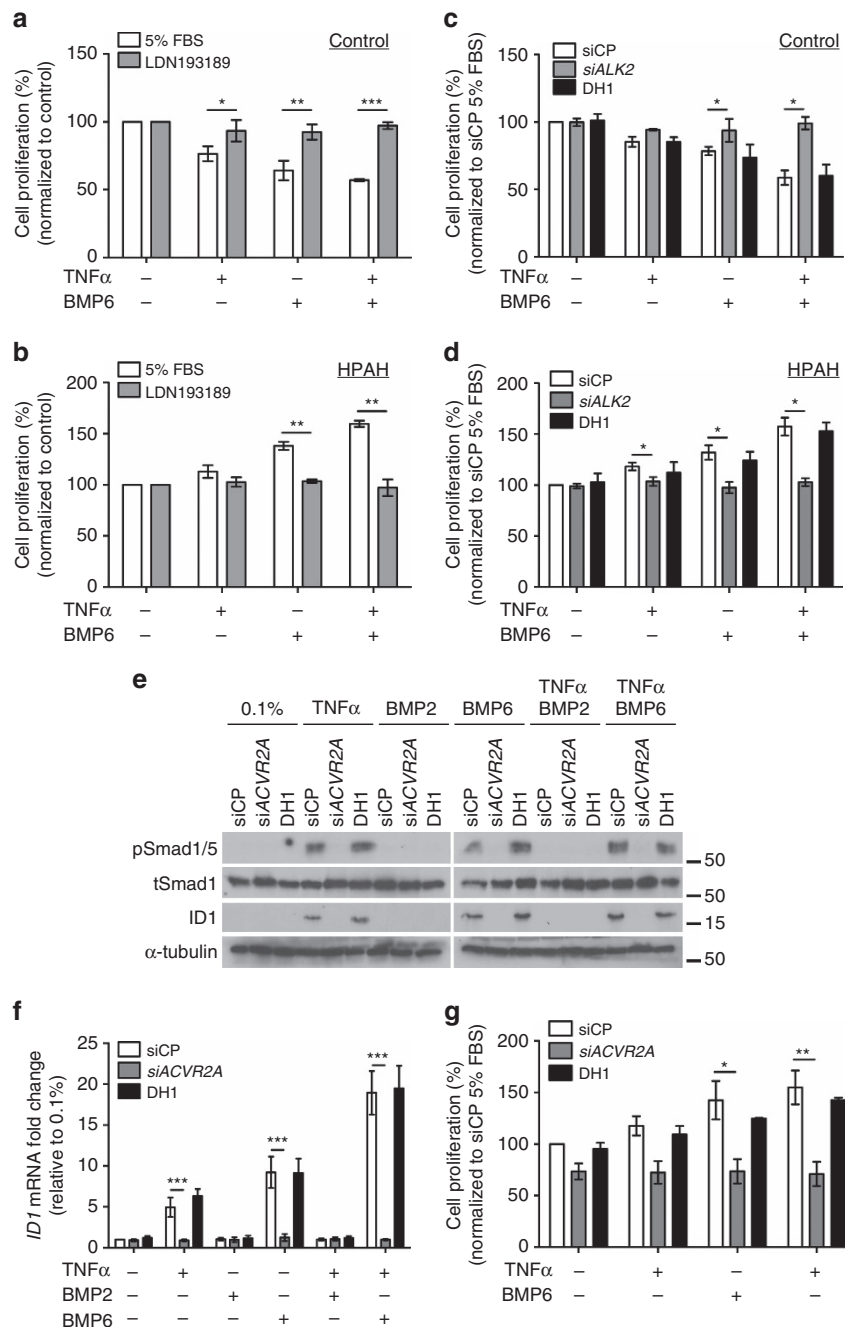 a
5% FBS
LDN193189
Control
Cell proliferation (%)
(normalized to control)
150
100
50
0
* ** ***
TNFα – + – +
BMP6 – – + +
c
siCP
siALK2
DH1
Control
Cell proliferation (%)
(normalized to siCP 5% FBS)
150
100
50
0
* *
TNFα – + – +
BMP6 – – + +
b
5% FBS
LDN193189
HPAH
Cell proliferation (%)
(normalized to control)
200
150
100
50
0
** **
TNFα – + – +
BMP6 – – + +
d
siCP
siALK2
DH1
HPAH
Cell proliferation (%)
(normalized to siCP 5% FBS)
200
150
100
50
0
* * *
TNFα – + – +
BMP6 – – + +
e
0.1% TNFα BMP2 BMP6 TNFα BMP2 TNFα BMP6
siCP siACVR2A DH1 siCP siACVR2A DH1 siCP siACVR2A DH1 siCP siACVR2A DH1 siCP siACVR2A DH1 siCP siACVR2A DH1
pSmad1/5 50
tSmad1 50
ID1 15
α-tubulin 50
f
siCP
siACVR2A
DH1
ID1 mRNA fold change
(relative to 0.1%)
25
20
15
10
5
0
*** *** ***
TNFα – + – – + +
BMP2 – – + – + –
BMP6 – – – + – +
g
siCP
siACVR2A
DH1
Cell proliferation (%)
(normalized to siCP 5% FBS)
200
150
100
50
0
* **
TNFα – + – +
BMP6 – – + +